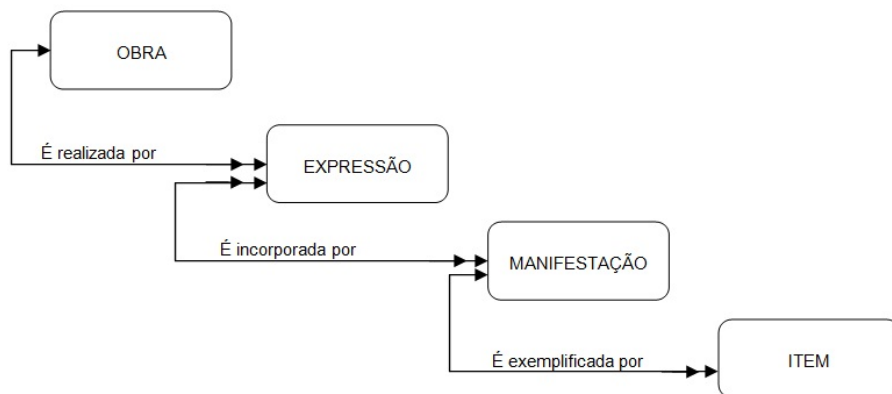 OBRA
É realizada por
EXPRESSÃO
É incorporada por
MANIFESTAÇÃO
É exemplificada por
ITEM